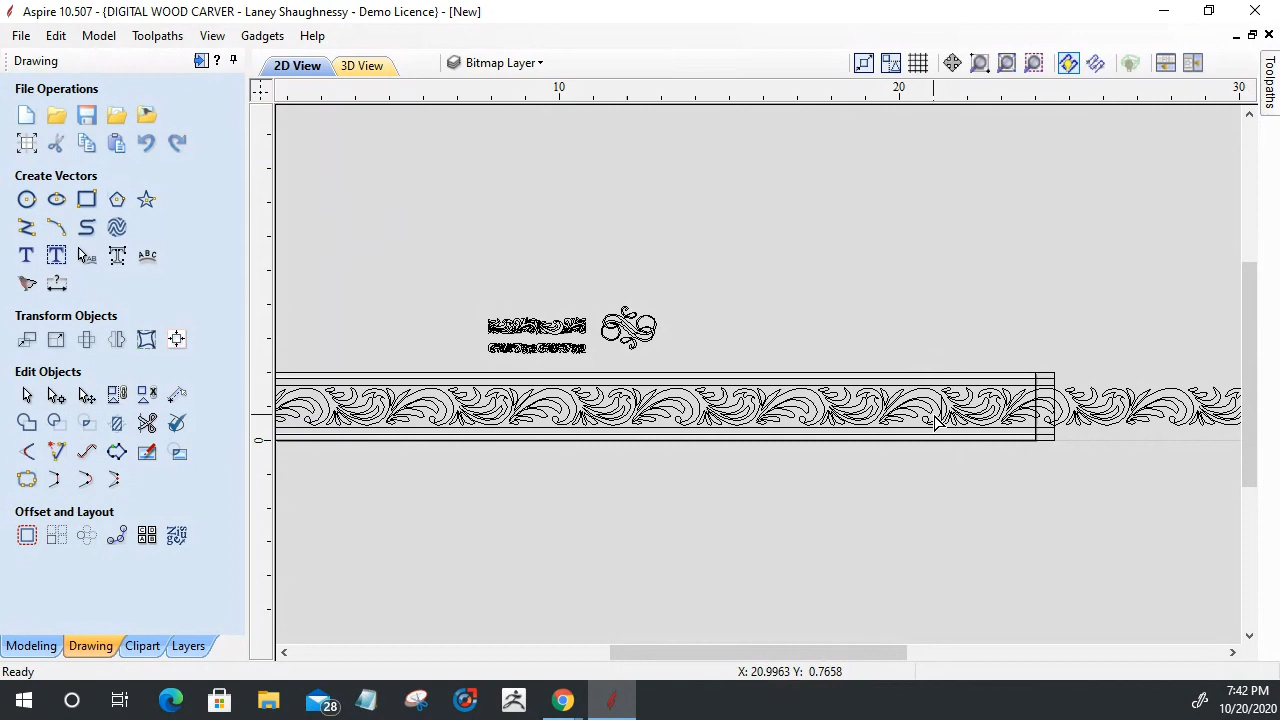 Aspire 10.507 - {DIGITAL WOOD CARVER - Laney Shaughnessy - Demo Licence} - [New]
File Edit Model Toolpaths View Gadgets Help
Drawing
2D View 3D View Bitmap Layer
Toolpaths
File Operations
10 20 30
Create Vectors
Transform Objects
Edit Objects
0
Offset and Layout
Modeling Drawing Clipart Layers
Ready X: 20.9963 Y: 0.7658
28
7:42 PM
10/20/2020